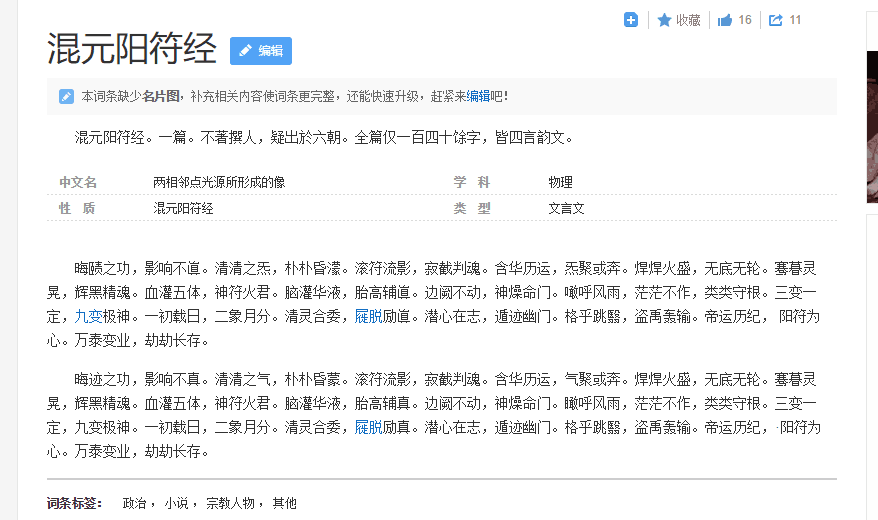 收藏 16 11
混元阳符经 编辑
本词条缺少名片图，补充相关内容使词条更完整，还能快速升级，赶紧来编辑吧！
混元阳符经。一篇。不著撰人，疑出於六朝。全篇仅一百四十馀字，皆四言韵文。
中文名 两相邻点光源所形成的像 学 科 物理
性 质 混元阳符经 类 型 文言文
晦赜之功，影响不直。清清之炁，朴朴昏濛。滚符流影，寂截判魂。含华历运，炁聚或奔。焊焊火盛，无底无轮。骞暮灵
晃，辉黑精魂。血灌五体，神符火君。脑灌华液，胎高辅直。边阙不动，神燥命门。瞰呼风雨，茫茫不作，类类守根。三变一
定，九变极神。一初载日，二象月分。清灵合委，屣脱励直。潜心在志，遁迹幽门。格乎跳翳，盗禹轰输。帝运历纪， 阳符为
心。万泰变业，劫劫长存。
晦迹之功，影响不真。清清之气，朴朴昏蒙。滚符流影，寂截判魂。含华历运，气聚或奔。焊焊火盛，无底无轮。骞暮灵
晃，辉黑精魂。血灌五体，神符火君。脑灌华液，胎高辅真。边阙不动，神燥命门。瞰呼风雨，茫茫不作，类类守根。三变一
定，九变极神。一初载日，二象月分。清灵合委，屣脱励真。潜心在志，遁迹幽门。格乎跳翳，盗禹轰输。帝运历纪，·阳符为
心。万泰变业，劫劫长存。
词条标签： 政治 ， 小说 ， 宗教人物 ， 其他